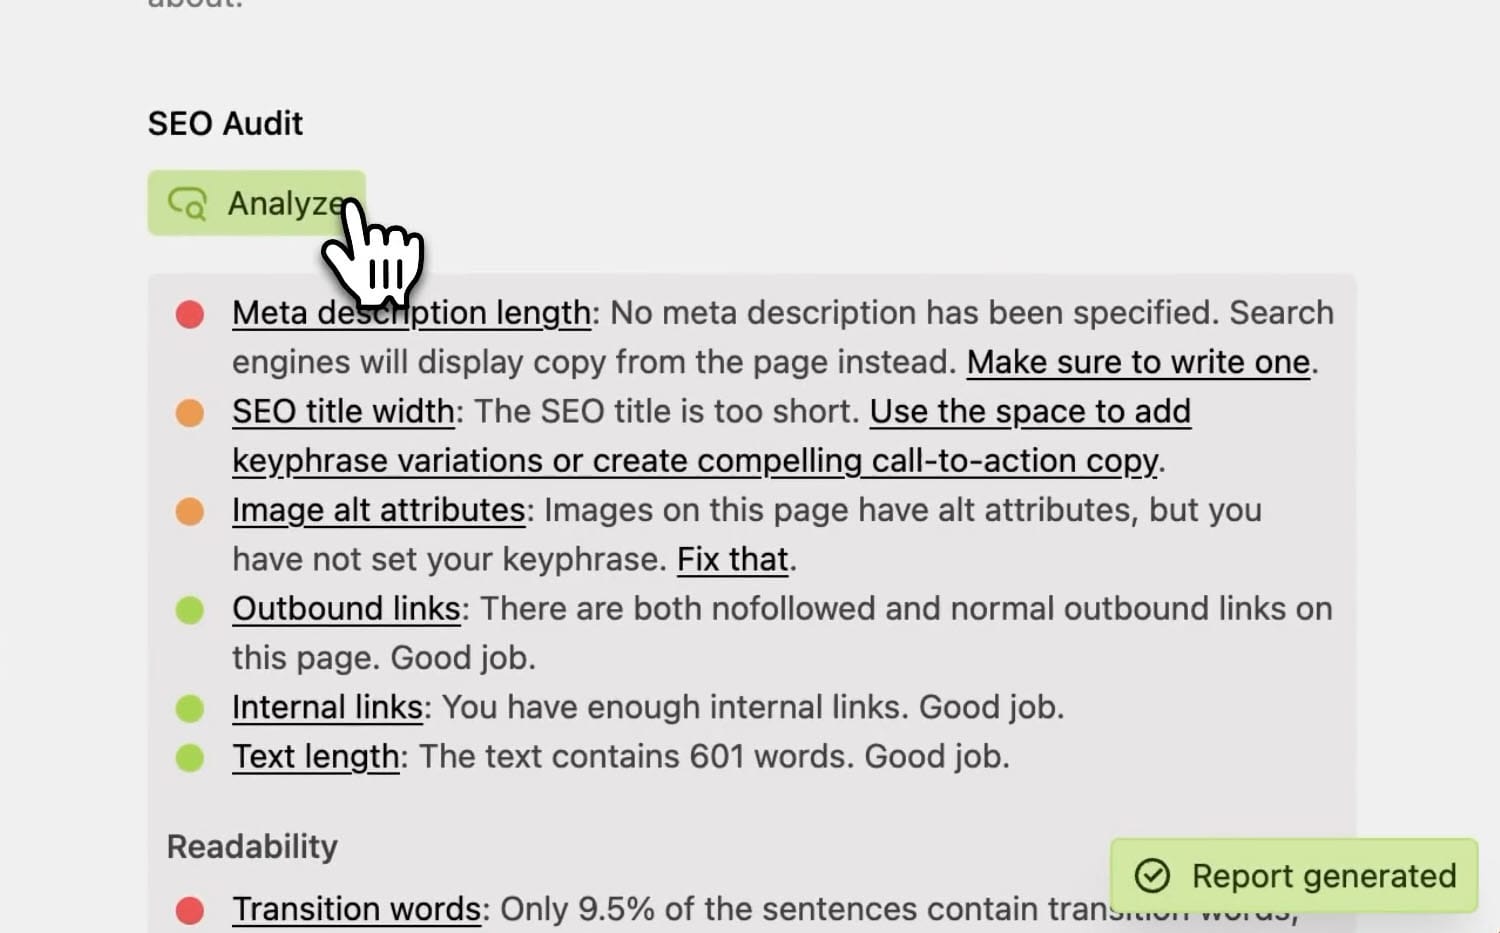 about.
SEO Audit
Analyze
Meta description length: No meta description has been specified. Search
engines will display copy from the page instead. Make sure to write one.
SEO title width: The SEO title is too short. Use the space to add
keyphrase variations or create compelling call-to-action copy.
Image alt attributes: Images on this page have alt attributes, but you
have not set your keyphrase. Fix that.
Outbound links: There are both nofollowed and normal outbound links on
this page. Good job.
Internal links: You have enough internal links. Good job.
Text length: The text contains 601 words. Good job.
Readability
Report generated
Transition words: Only 9.5% of the sentences contain transition words,